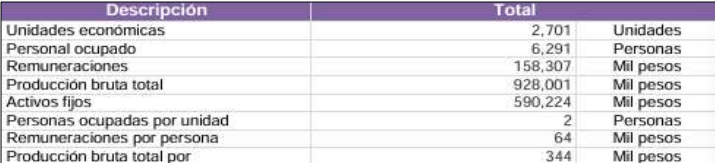 Descripción Total
Unidades económicas 2,701 Unidades
Personal ocupado 6,291 Personas
Remuneraciones 158,307 Mil pesos
Producción bruta total 928,001 Mil pesos
Activos fijos 590,224 Mil pesos
Personas ocupadas por unidad 2 Personas
Remuneraciones por persona 64 Mil pesos
Producción bruta total por 344 Mil pesos